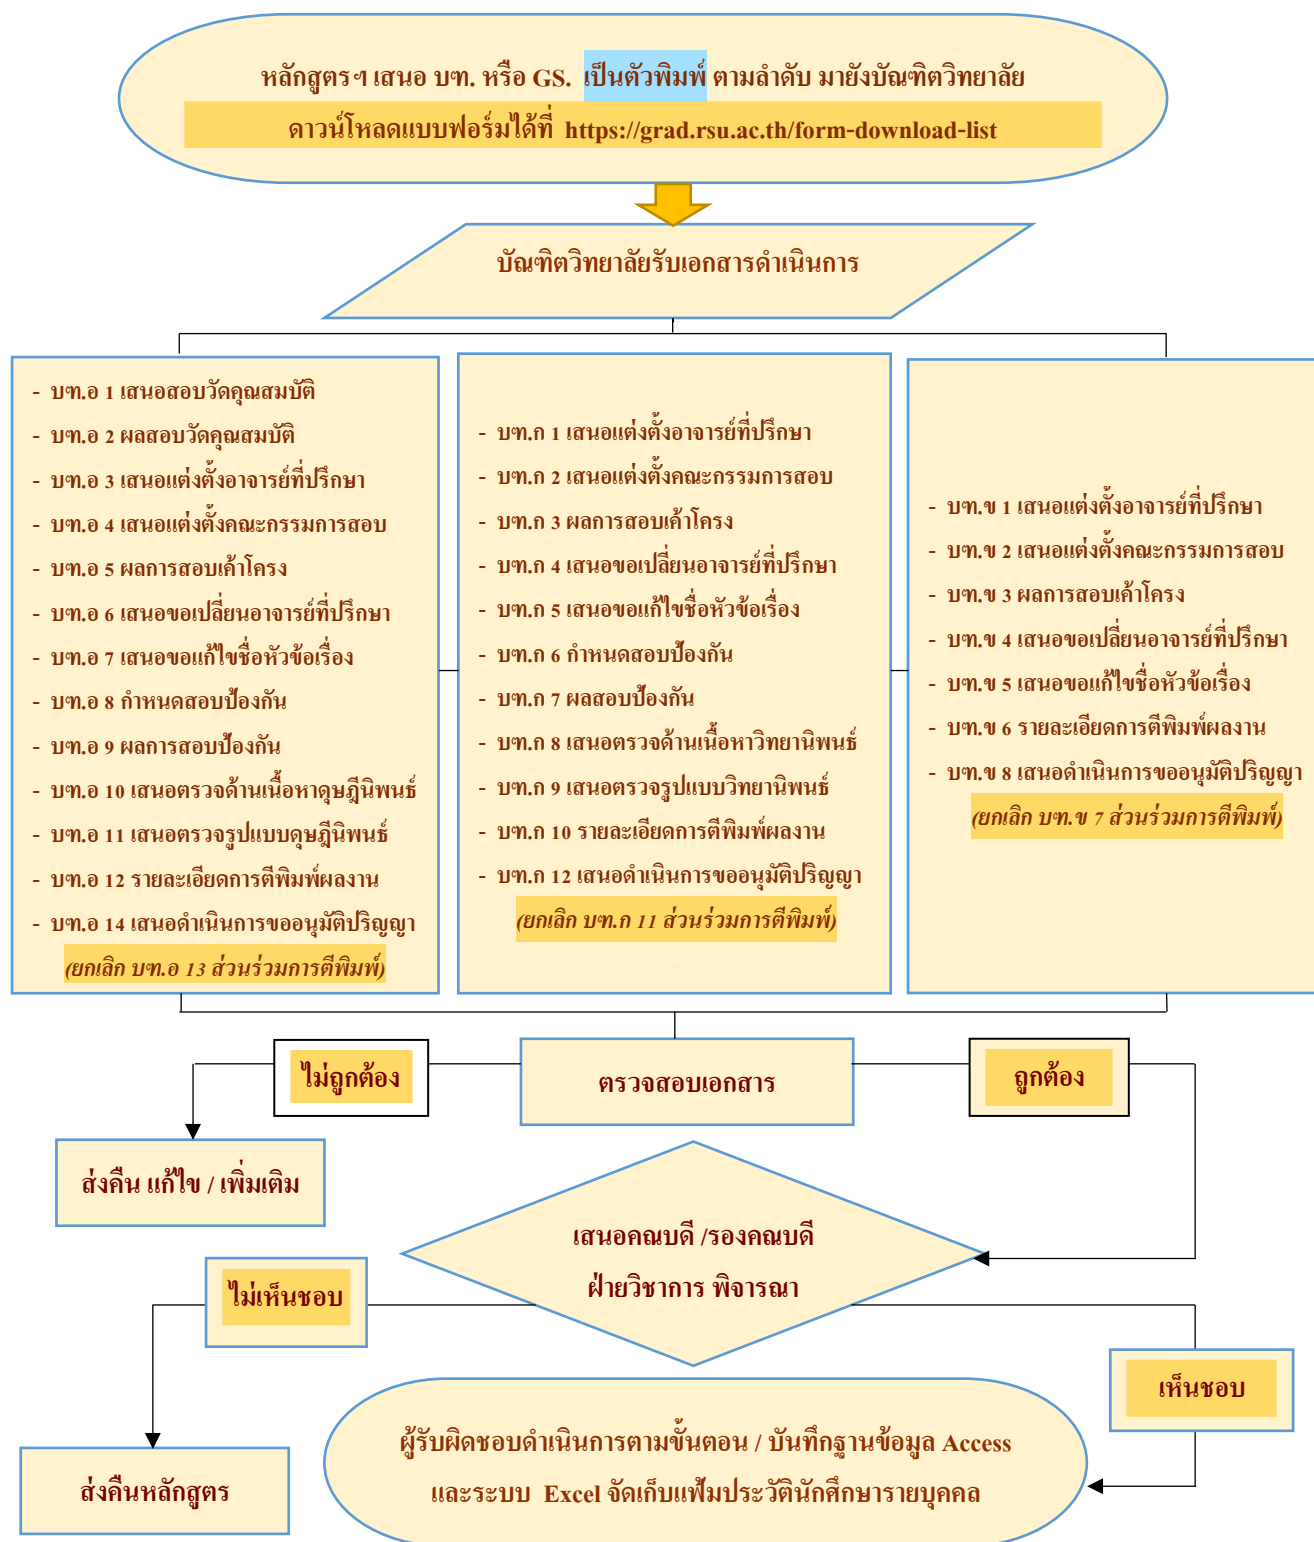 หลักสูตรฯ เสนอ บฑ. หรือ GS. เป็นตัวพิมพ์ ตามลำดับ มายังบัณฑิตวิทยาลัย
ดาวน์โหลดแบบฟอร์มได้ที่ https://grad.rsu.ac.th/form-download-list
บัณฑิตวิทยาลัยรับเอกสารดำเนินการ
- บฑ.อ 1 เสนอสอบวัดคุณสมบัติ
- บฑ.อ 2 ผลสอบวัดคุณสมบัติ
- บฑ.อ 3 เสนอแต่งตั้งอาจารย์ที่ปรึกษา
- บฑ.อ 4 เสนอแต่งตั้งคณะกรรมการสอบ
- บฑ.อ 5 ผลการสอบเค้าโครง
- บฑ.อ 6 เสนอขอเปลี่ยนอาจารย์ที่ปรึกษา
- บฑ.อ 7 เสนอขอแก้ไขชื่อหัวข้อเรื่อง
- บฑ.อ 8 กำหนดสอบป้องกัน
- บฑ.อ 9 ผลการสอบป้องกัน
- บฑ.อ 10 เสนอตรวจด้านเนื้อหาดุษฎีนิพนธ์
- บฑ.อ 11 เสนอตรวจรูปแบบดุษฎีนิพนธ์
- บฑ.อ 12 รายละเอียดการตีพิมพ์ผลงาน
- บฑ.อ 14 เสนอดำเนินการขออนุมัติปริญญา
(ยกเลิก บฑ.อ 13 ส่วนร่วมการตีพิมพ์)
- บฑ.ก 1 เสนอแต่งตั้งอาจารย์ที่ปรึกษา
- บฑ.ก 2 เสนอแต่งตั้งคณะกรรมการสอบ
- บฑ.ก 3 ผลการสอบเค้าโครง
- บฑ.ก 4 เสนอขอเปลี่ยนอาจารย์ที่ปรึกษา
- บฑ.ก 5 เสนอขอแก้ไขชื่อหัวข้อเรื่อง
- บฑ.ก 6 กำหนดสอบป้องกัน
- บฑ.ก 7 ผลสอบป้องกัน
- บฑ.ก 8 เสนอตรวจด้านเนื้อหาวิทยานิพนธ์
- บฑ.ก 9 เสนอตรวจรูปแบบวิทยานิพนธ์
- บฑ.ก 10 รายละเอียดการตีพิมพ์ผลงาน
- บฑ.ก 12 เสนอดำเนินการขออนุมัติปริญญา
(ยกเลิก บฑ.ก 11 ส่วนร่วมการตีพิมพ์)
- บฑ.ข 1 เสนอแต่งตั้งอาจารย์ที่ปรึกษา
- บฑ.ข 2 เสนอแต่งตั้งคณะกรรมการสอบ
- บฑ.ข 3 ผลการสอบเค้าโครง
- บฑ.ข 4 เสนอขอเปลี่ยนอาจารย์ที่ปรึกษา
- บฑ.ข 5 เสนอขอแก้ไขชื่อหัวข้อเรื่อง
- บฑ.ข 6 รายละเอียดการตีพิมพ์ผลงาน
- บฑ.ข 8 เสนอดำเนินการขออนุมัติปริญญา
(ยกเลิก บฑ.ข 7 ส่วนร่วมการตีพิมพ์)
ไม่ถูกต้อง
ตรวจสอบเอกสาร
ถูกต้อง
ส่งคืน แก้ไข / เพิ่มเติม
เสนอคณบดี /รองคณบดี
ฝ่ายวิชาการ พิจารณา
ไม่เห็นชอบ
เห็นชอบ
ส่งคืนหลักสูตร
ผู้รับผิดชอบดำเนินการตามขั้นตอน / บันทึกฐานข้อมูล Access
และระบบ Excel จัดเก็บแฟ้มประวัตินักศึกษารายบุคคล